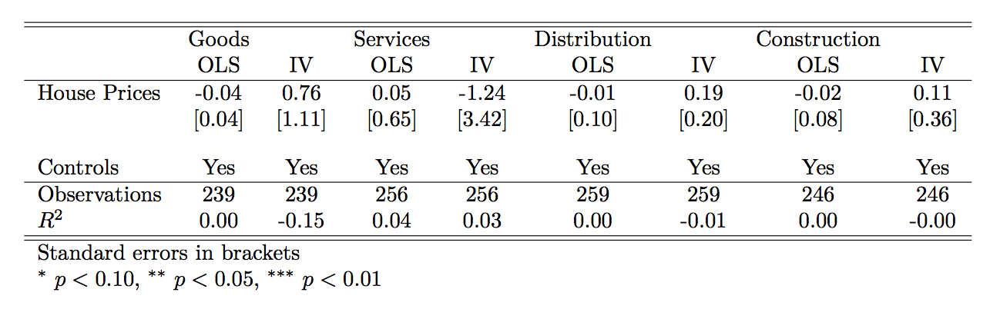 Goods Services Distribution Construction
OLS IV OLS IV OLS IV OLS IV
House Prices -0.04 0.76 0.05 -1.24 -0.01 0.19 -0.02 0.11
[0.04] [1.11] [0.65] [3.42] [0.10] [0.20] [0.08] [0.36]
Controls Yes Yes Yes Yes Yes Yes Yes Yes
Observations 239 239 256 256 259 259 246 246
R² 0.00 -0.15 0.04 0.03 0.00 -0.01 0.00 -0.00
Standard errors in brackets
* p < 0.10, ** p < 0.05, *** p < 0.01